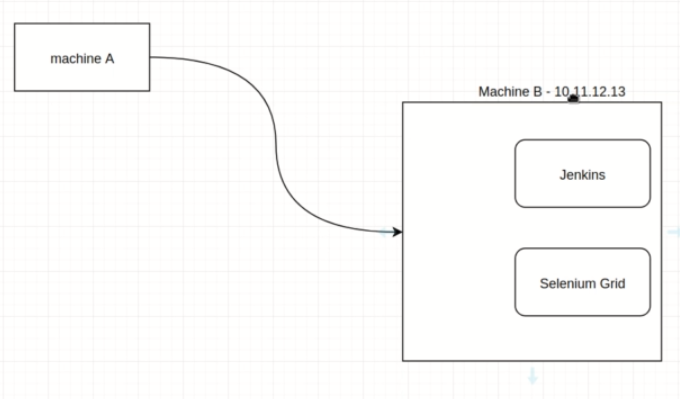 machine A
Machine B - 10.11.12.13
Jenkins
Selenium Grid